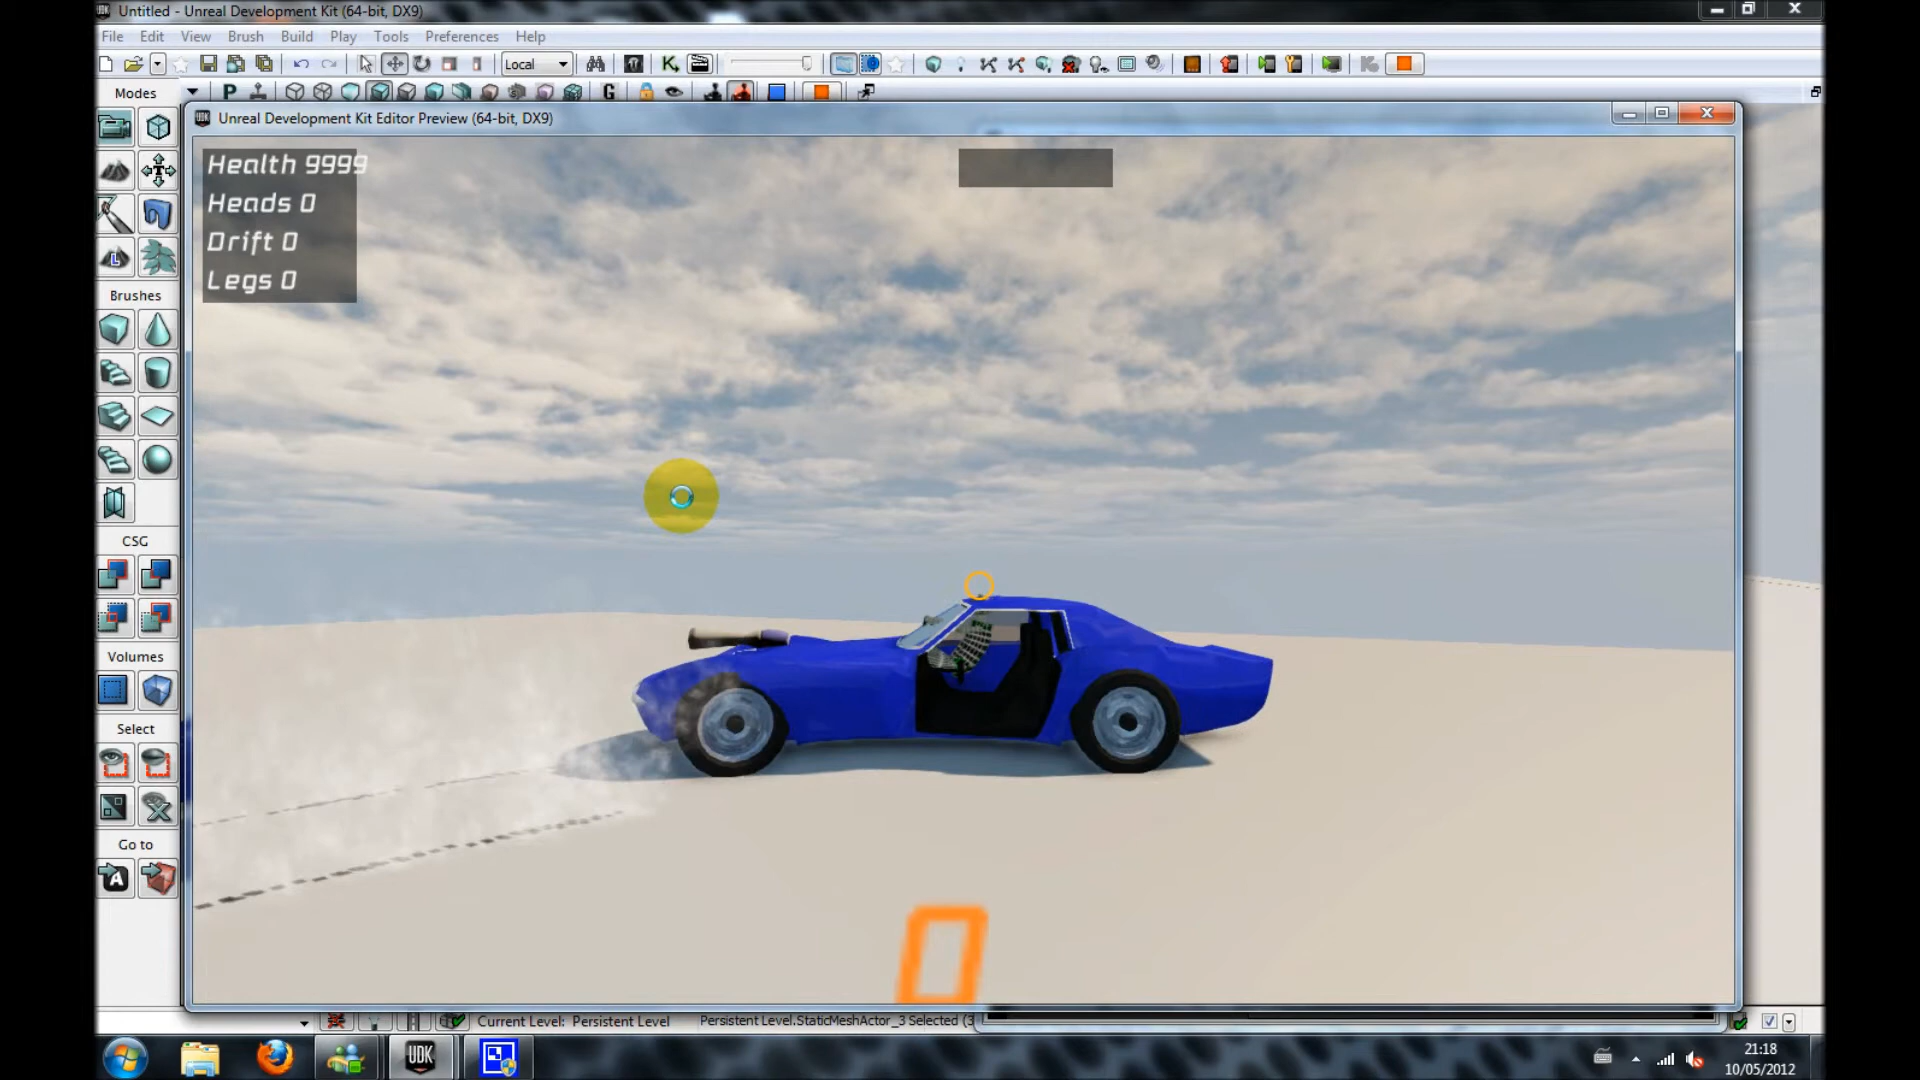 Untitled - Unreal Development Kit (64-bit, DX9)
File Edit View Brush Build Play Tools Preferences Help
Local
Modes
P G
Unreal Development Kit Editor Preview (64-bit, DX9)
Health 9999
Heads 0
Drift 0
Legs 0
Brushes
CSG
Volumes
Select
Go to
A
0
Current Level: Persistent Level
Persistent Level.StaticMeshActor_3 Selected (3
UDK
21:18
10/05/2012